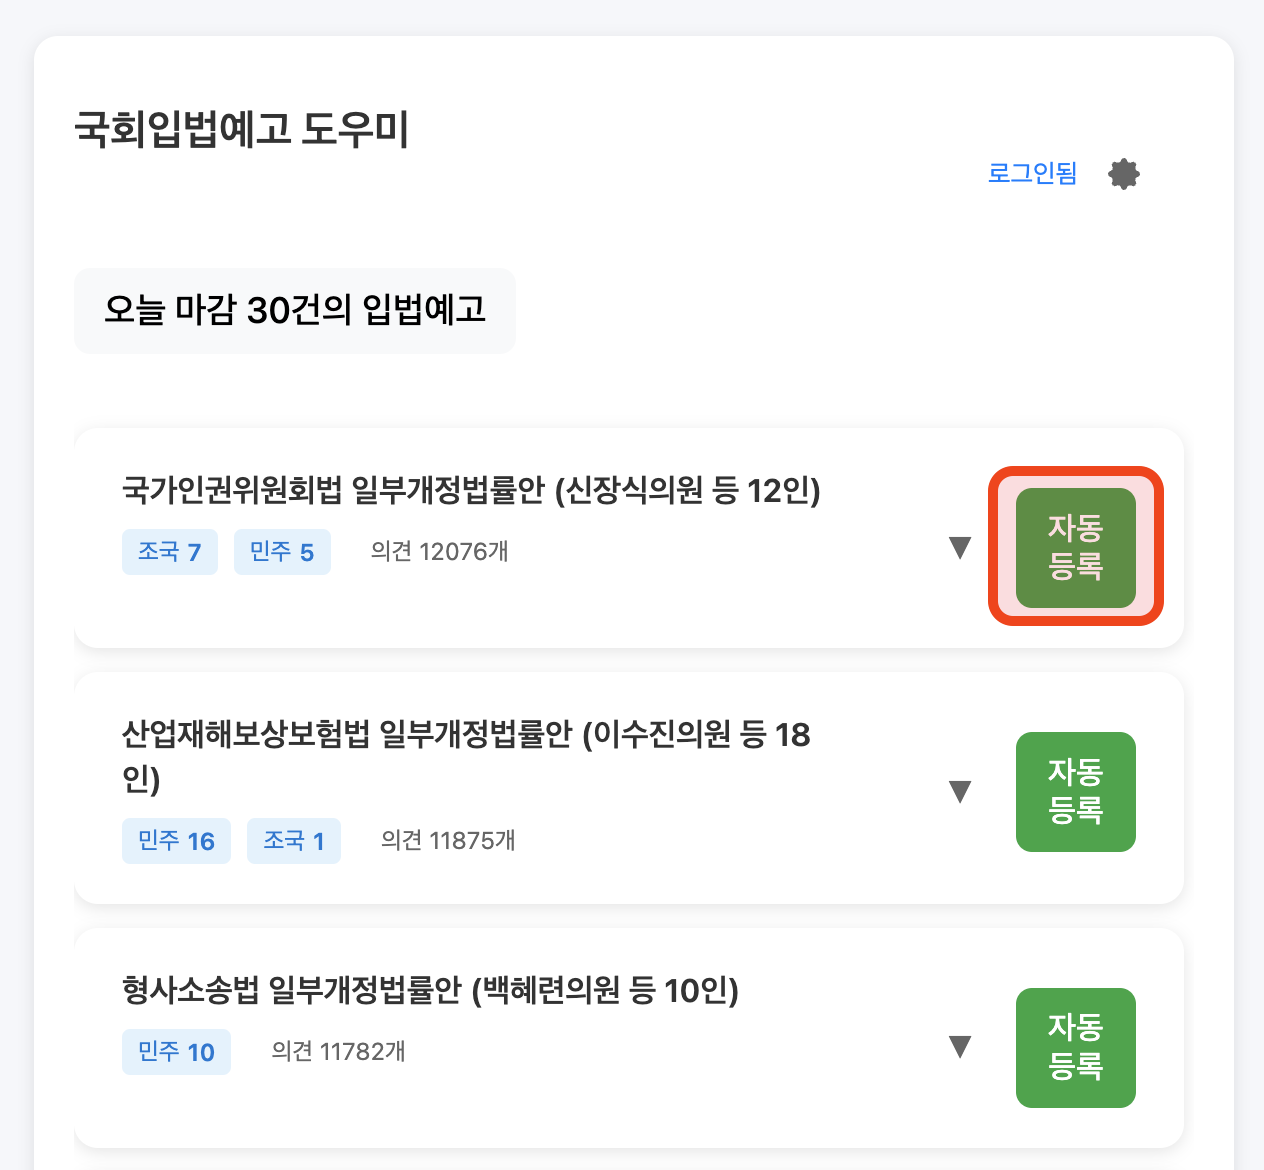 국회입법예고 도우미
로그인됨
오늘 마감 30건의 입법예고
국가인권위원회법 일부개정법률안 (신장식의원 등 12인)
조국 7 민주 5 의견 12076개
자동
등록
산업재해보상보험법 일부개정법률안 (이수진의원 등 18
인)
민주 16 조국 1 의견 11875개
자동
등록
형사소송법 일부개정법률안 (백혜련의원 등 10인)
민주 10 의견 11782개
자동
등록